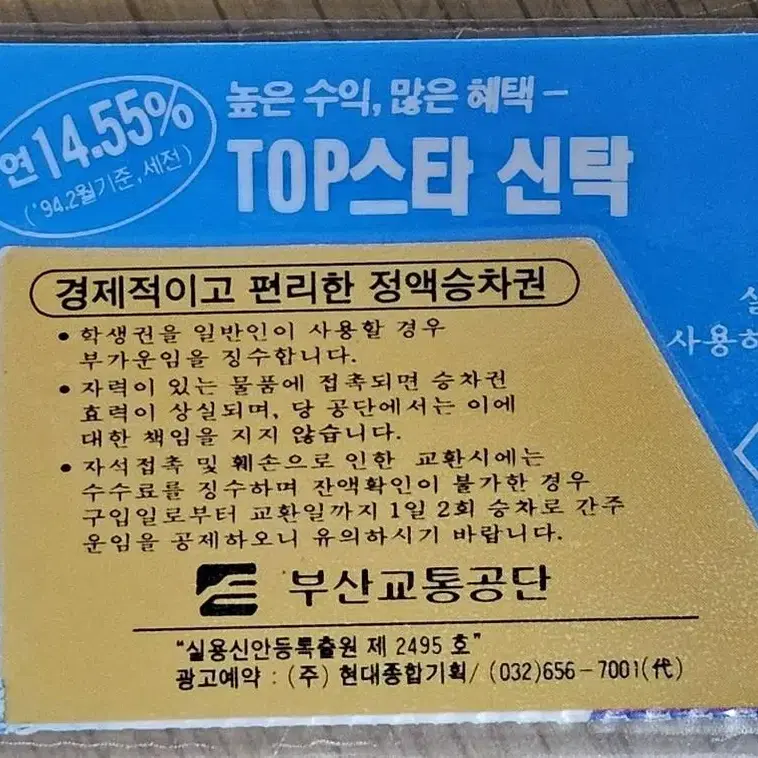 연14.55%
('94.2월기준, 세전)
높은 수익, 많은 혜택 –
TOP스타 신탁
경제적이고 편리한 정액승차권
• 학생권을 일반인이 사용할 경우
부가운임을 징수합니다.
• 자력이 있는 물품에 접촉되면 승차권
효력이 상실되며, 당 공단에서는 이에
대한 책임을 지지 않습니다.
• 자석접촉 및 훼손으로 인한 교환시에는
수수료를 징수하며 잔액확인이 불가한 경우
구입일로부터 교환일까지 1일 2회 승차로 간주
운임을 공제하오니 유의하시기 바랍니다.
부산교통공단
"실용신안등록출원 제 2495 호"
광고예약 : (주) 현대종합기획/ (032)656-7001(代)
사용하